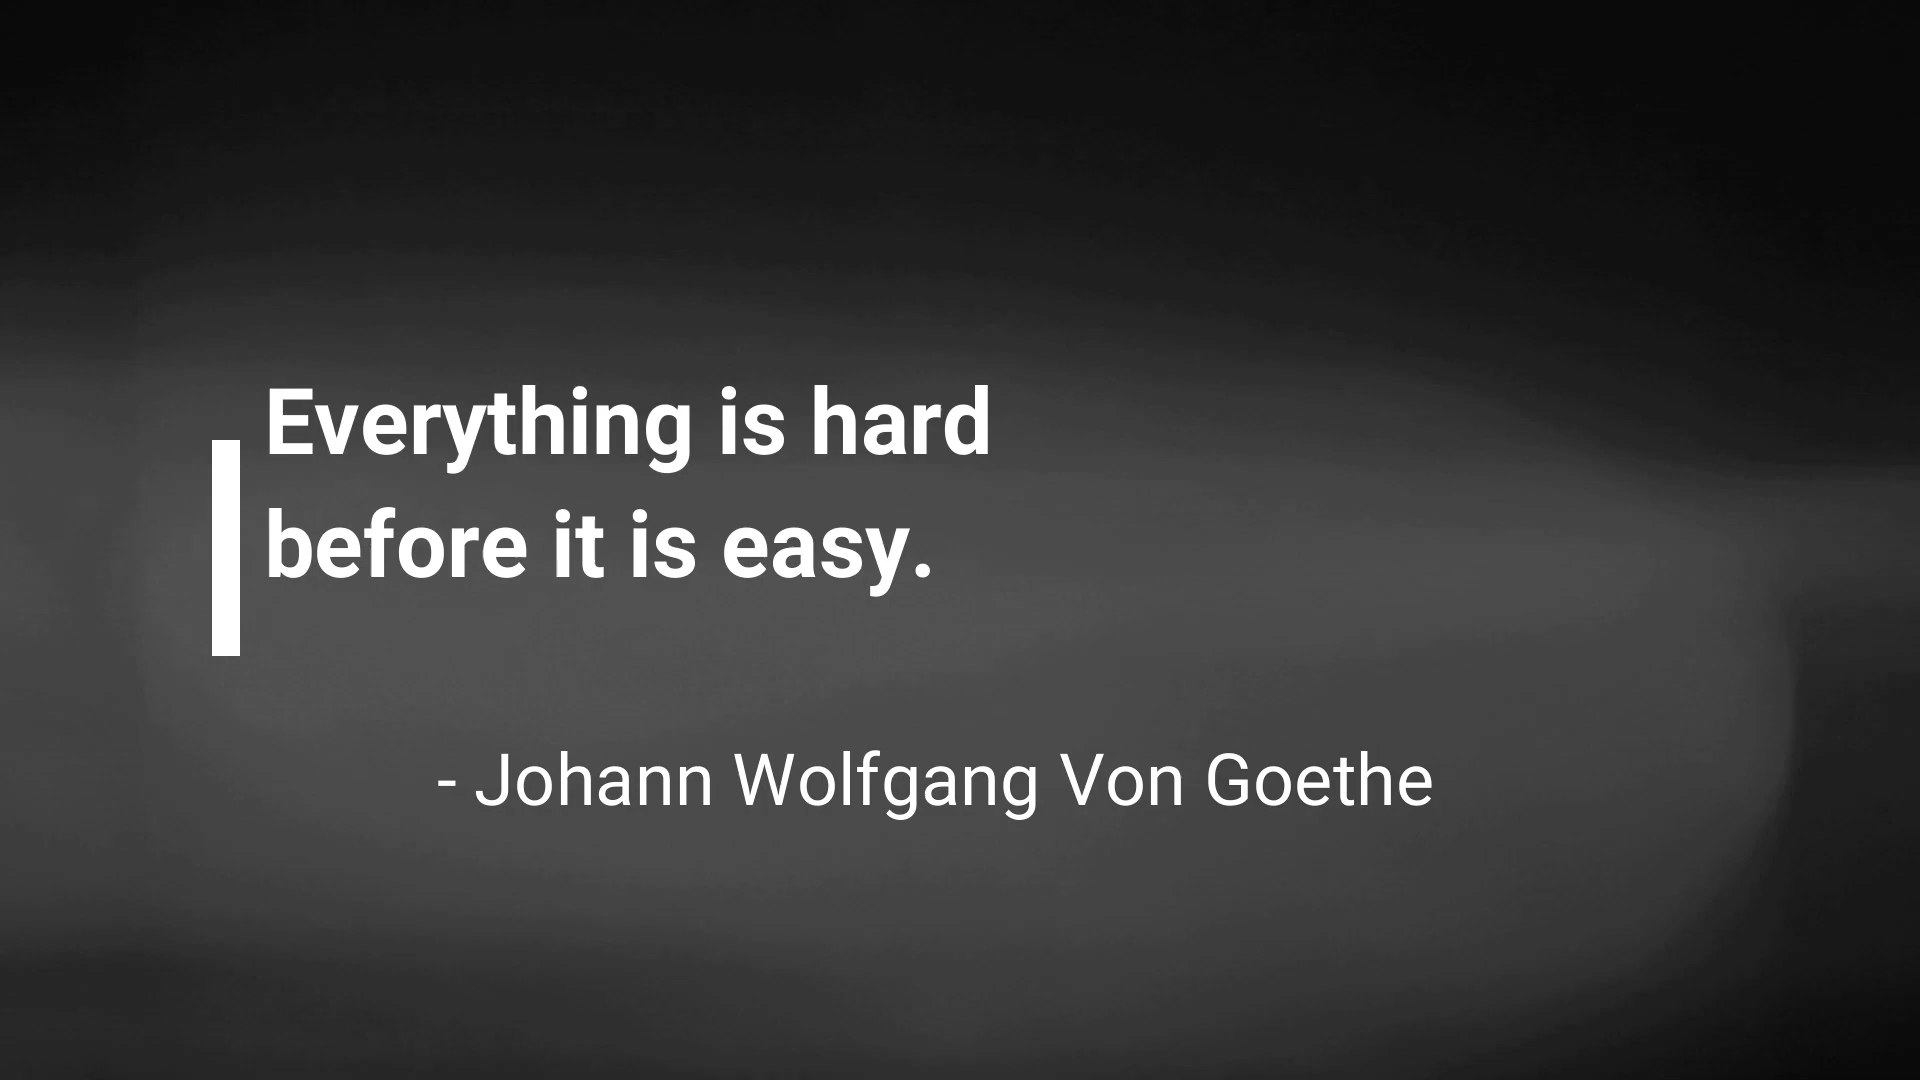 Everything is hard
before it is easy.
- Johann Wolfgang Von Goethe